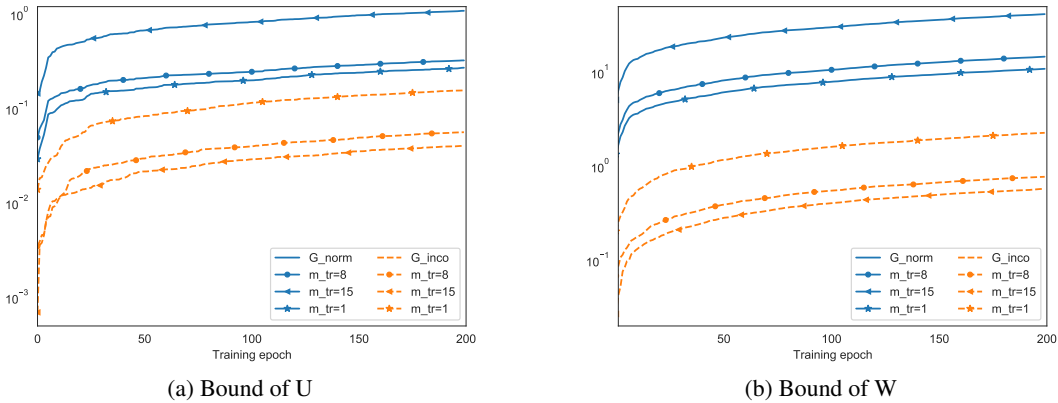 10^0
10^-1
10^-2
10^-3
0 50 100 150 200
Training epoch
G_norm G_inco
m_tr=8 m_tr=8
m_tr=15 m_tr=15
m_tr=1 m_tr=1
(a) Bound of U
10^1
10^0
10^-1
50 100 150 200
Training epoch
G_norm G_inco
m_tr=8 m_tr=8
m_tr=15 m_tr=15
m_tr=1 m_tr=1
(b) Bound of W